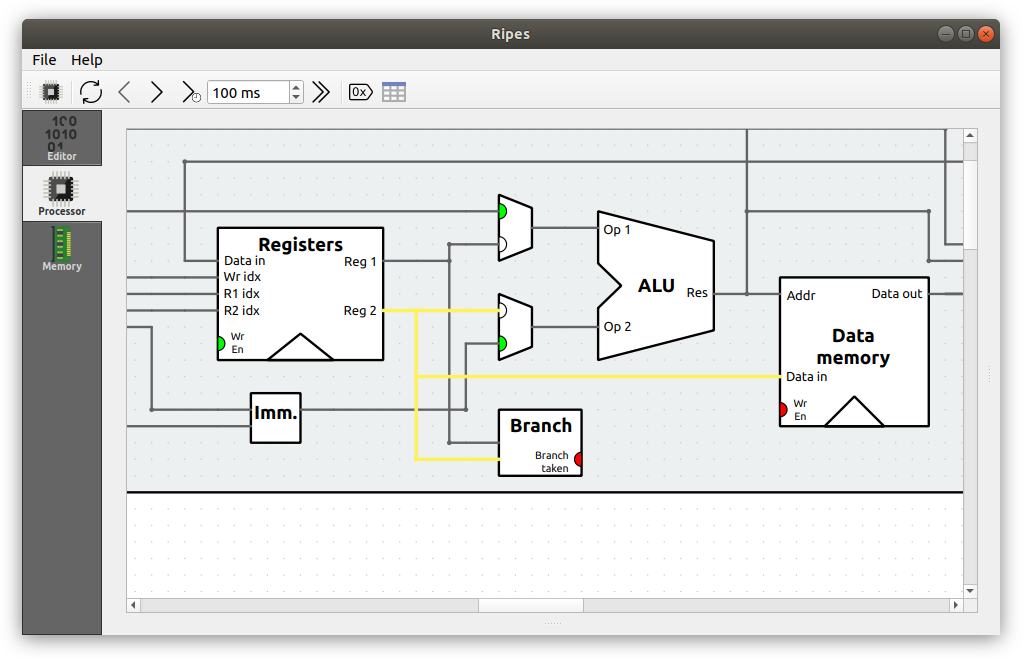 Ripes
File Help
100 ms
0x
100
1010
01
Editor
Processor
Memory
Registers
Data in
Wr idx
R1 idx
R2 idx
Wr
En
Reg 1
Reg 2
Imm.
Op 1
Op 2
ALU
Res
Branch
Branch
taken
Addr
Data out
Data
memory
Data in
Wr
En